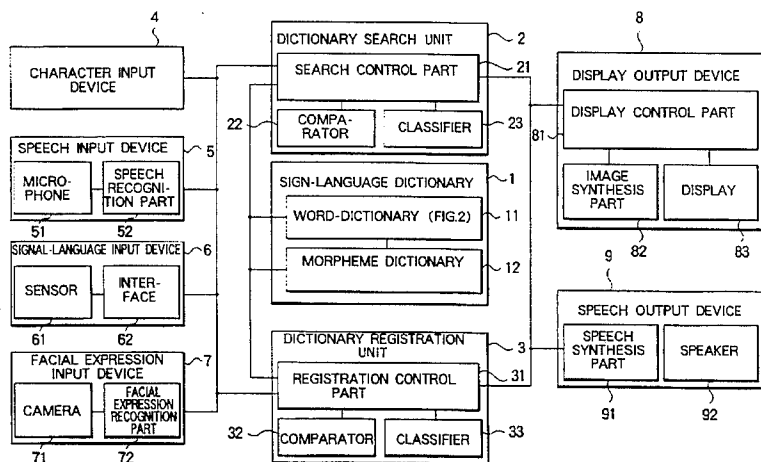 4
CHARACTER INPUT
DEVICE
5
SPEECH INPUT DEVICE
MICRO-
PHONE
SPEECH
RECOGNI-
TION PART
51
52
6
SIGNAL-LANGUAGE INPUT DEVICE
SENSOR
INTER-
FACE
61
62
7
FACIAL EXPRESSION
INPUT DEVICE
CAMERA
FACIAL
EXPRESSION
RECOGNITION
PART
71
72
2
DICTIONARY SEARCH UNIT
21
SEARCH CONTROL PART
22
COMPA-
RATOR
CLASSIFIER
23
1
SIGN-LANGUAGE DICTIONARY
WORD-DICTIONARY (FIG.2)
11
MORPHEME DICTIONARY
12
DICTIONARY REGISTRATION
UNIT
3
REGISTRATION CONTROL
PART
31
32
COMPARATOR
CLASSIFIER
33
8
DISPLAY OUTPUT DEVICE
DISPLAY CONTROL PART
81
IMAGE
SYNTHESIS
PART
DISPLAY
82
83
9
SPEECH OUTPUT DEVICE
SPEECH
SYNTHESIS
PART
SPEAKER
91
92